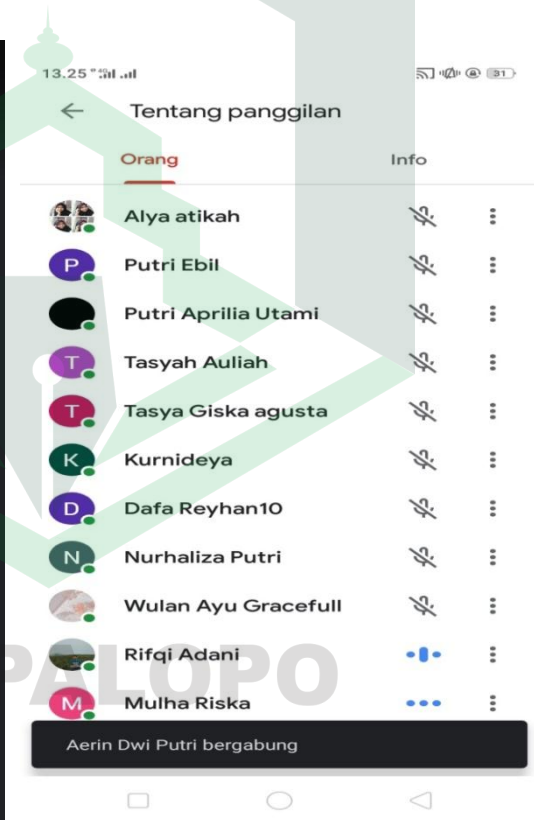 13.25
Tentang panggilan
Orang Info
Alya atikah
P Putri Ebil
Putri Aprilia Utami
T Tasyah Auliah
T Tasya Giska agusta
K Kurnideya
D Dafa Reyhan10
N Nurhaliza Putri
Wulan Ayu Gracefull
Rifqi Adani
PALOPO
M Mulha Riska
Aerin Dwi Putri bergabung